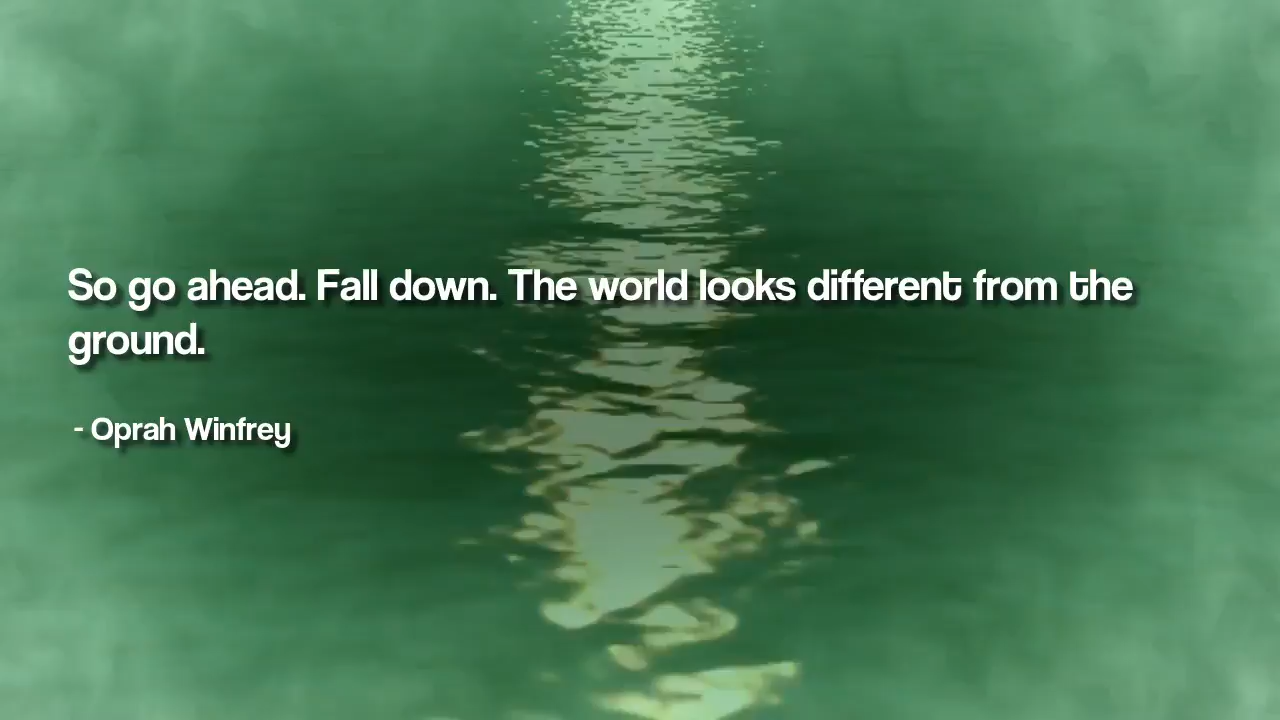 So go ahead. Fall down. The world looks different from the
ground.
- Oprah Winfrey